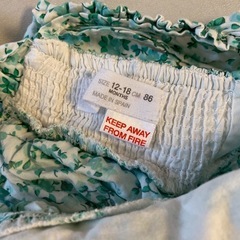 SIZE 12-18 CM. 86
MONTHS
MADE IN SPAIN
KEEP AWAY
FROM FIRE